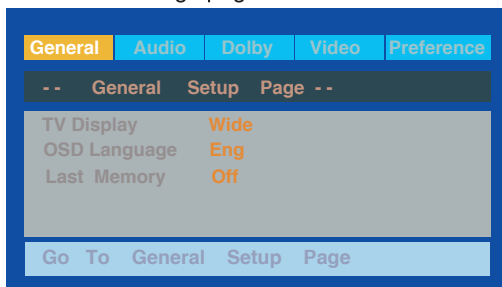 General Audio Dolby Video Preference
-- General Setup Page --
TV Display Wide
OSD Language Eng
Last Memory Off
Go To General Setup Page